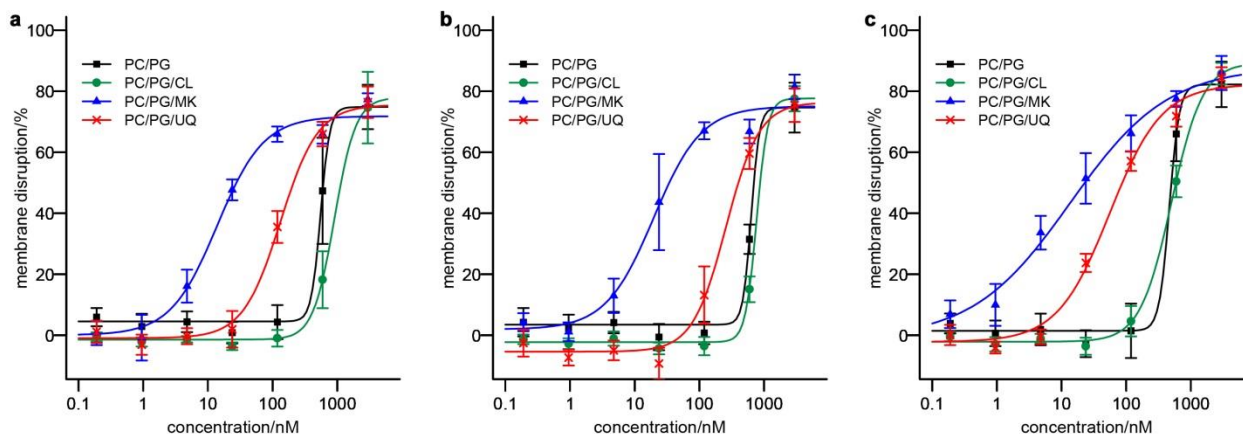 a
membrane disruption/%
100
80
60
40
20
0
PC/PG
PC/PG/CL
PC/PG/MK
PC/PG/UQ
0.1 1 10 100 1000
concentration/nM
b
membrane disruption/%
100
80
60
40
20
0
PC/PG
PC/PG/CL
PC/PG/MK
PC/PG/UQ
0.1 1 10 100 1000
concentration/nM
c
membrane disruption/%
100
80
60
40
20
0
PC/PG
PC/PG/CL
PC/PG/MK
PC/PG/UQ
0.1 1 10 100 1000
concentration/nM